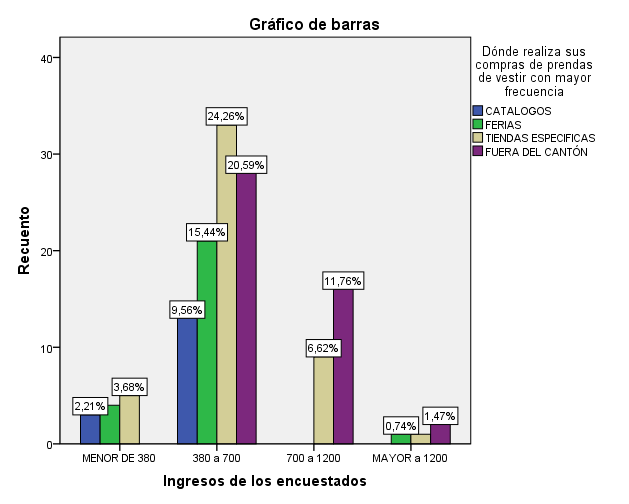 Gráfico de barras
Dónde realiza sus
compras de prendas
de vestir con mayor
frecuencia
CATALOGOS
FERIAS
TIENDAS ESPECIFICAS
FUERA DEL CANTÓN
Recuento
40
30
20
10
0
2,21%
3,68%
9,56%
15,44%
24,26%
20,59%
6,62%
11,76%
0,74%
1,47%
MENOR DE 380
380 a 700
700 a 1200
MAYOR a 1200
Ingresos de los encuestados